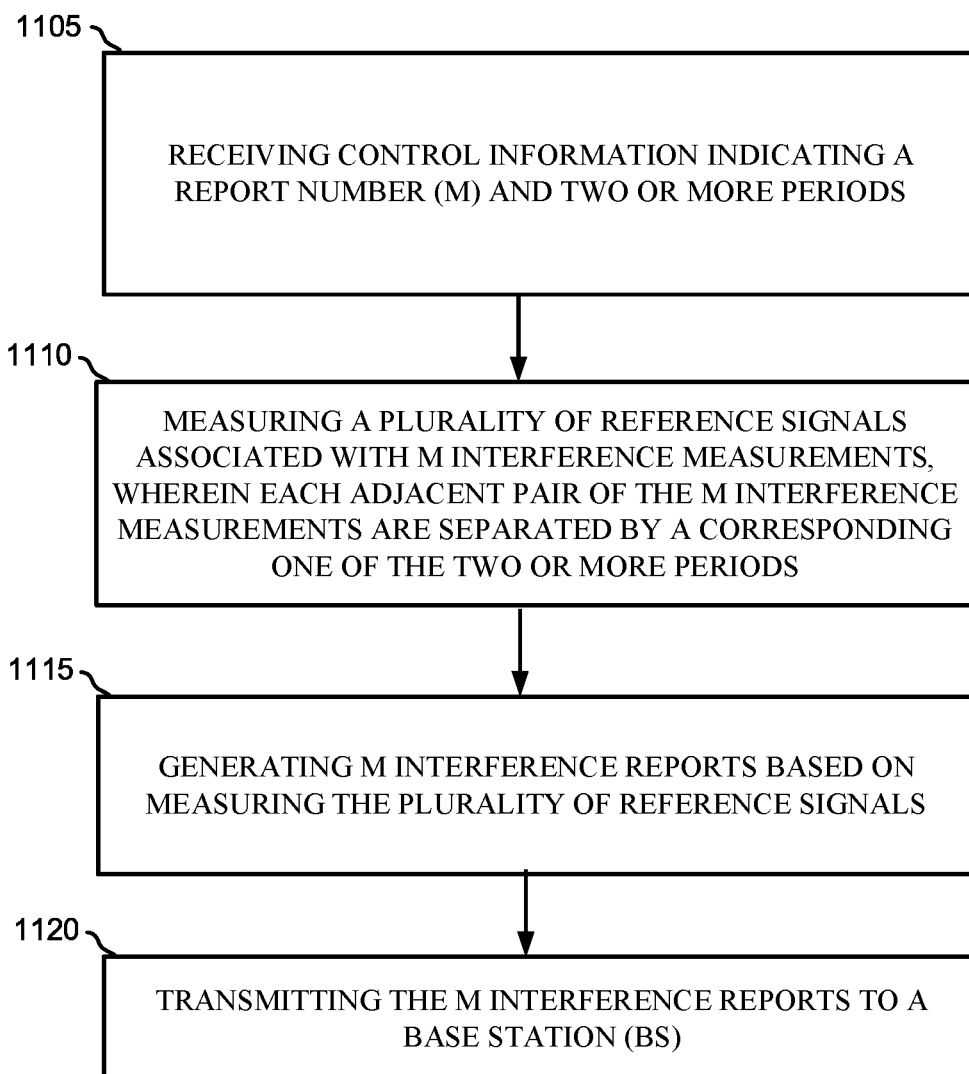 1105
RECEIVING CONTROL INFORMATION INDICATING A
REPORT NUMBER (M) AND TWO OR MORE PERIODS
1110
MEASURING A PLURALITY OF REFERENCE SIGNALS
ASSOCIATED WITH M INTERFERENCE MEASUREMENTS,
WHEREIN EACH ADJACENT PAIR OF THE M INTERFERENCE
MEASUREMENTS ARE SEPARATED BY A CORRESPONDING
ONE OF THE TWO OR MORE PERIODS
1115
GENERATING M INTERFERENCE REPORTS BASED ON
MEASURING THE PLURALITY OF REFERENCE SIGNALS
1120
TRANSMITTING THE M INTERFERENCE REPORTS TO A
BASE STATION (BS)